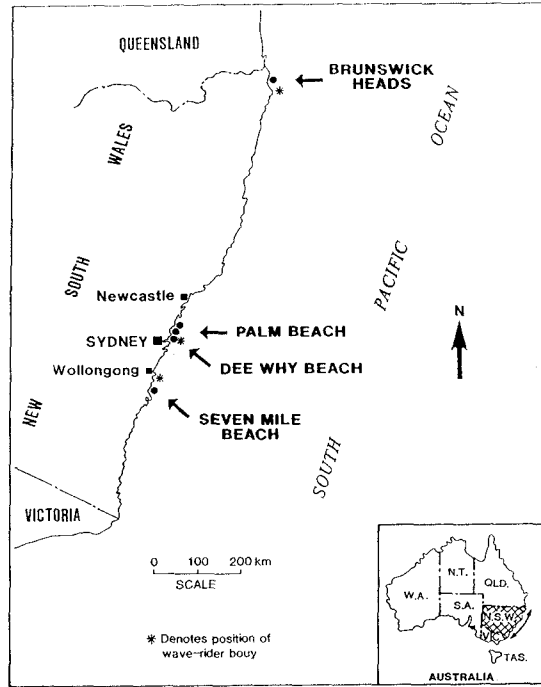 QUEENSLAND
BRUNSWICK
HEADS
OCEAN
WALES
PACIFIC
SOUTH
Newcastle
N
SYDNEY
PALM BEACH
DEE WHY BEACH
Wollongong
SEVEN MILE
BEACH
NEW
SOUTH
VICTORIA
0 100 200 km
SCALE
* Denotes position of
wave-rider bouy
N.T.
QLD.
W.A.
S.A.
N.S.W.
VIC
TAS.
AUSTRALIA